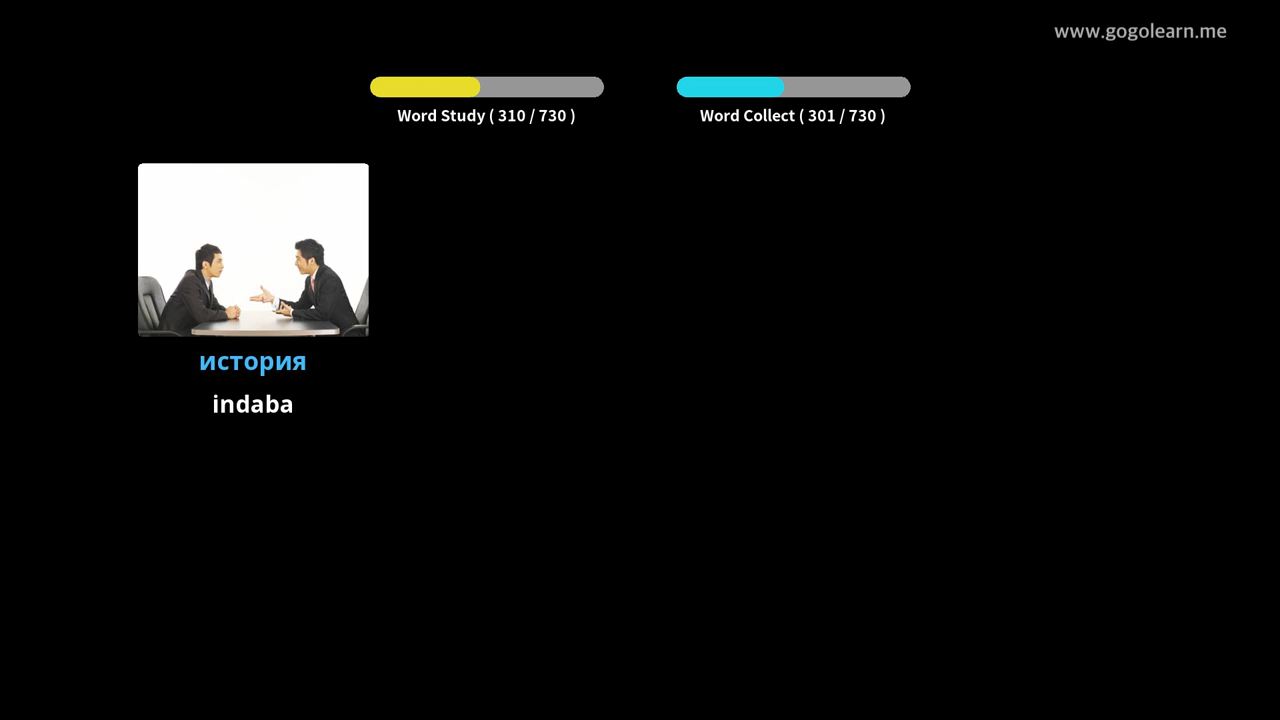 www.gogolearn.me
Word Study ( 310 / 730 )
Word Collect ( 301 / 730 )
история
indaba